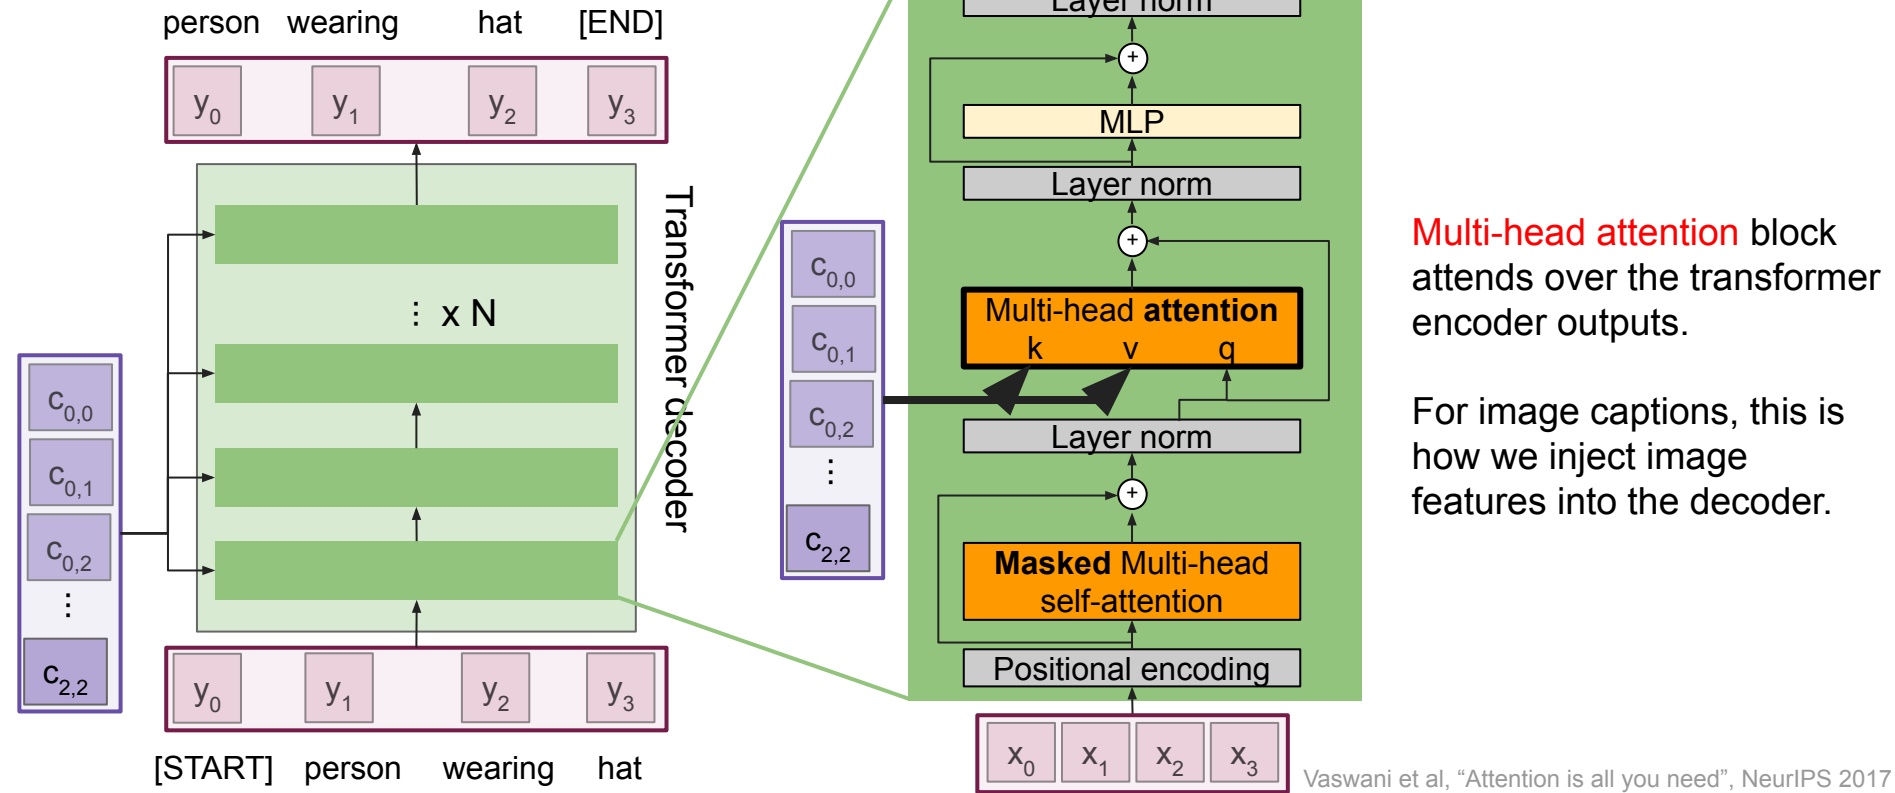 person wearing hat [END]
y0 y1 y2 y3
⋮ x N
Transformer decoder
c0,0
c0,1
c0,2
⋮
c2,2
y0 y1 y2 y3
[START] person wearing hat
Layer norm
+
MLP
Layer norm
+
Multi-head attention
k v q
Layer norm
+
Masked Multi-head
self-attention
Positional encoding
x0 x1 x2 x3
c0,0
c0,1
c0,2
⋮
c2,2
Multi-head attention block
attends over the transformer
encoder outputs.
For image captions, this is
how we inject image
features into the decoder.
Vaswani et al, “Attention is all you need”, NeurIPS 2017